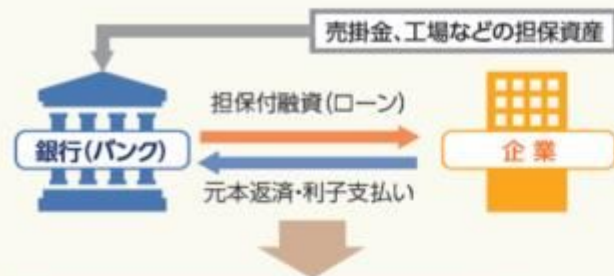 売掛金、工場などの担保資産
担保付融資(ローン)
銀行(バンク)
企業
元本返済・利子支払い